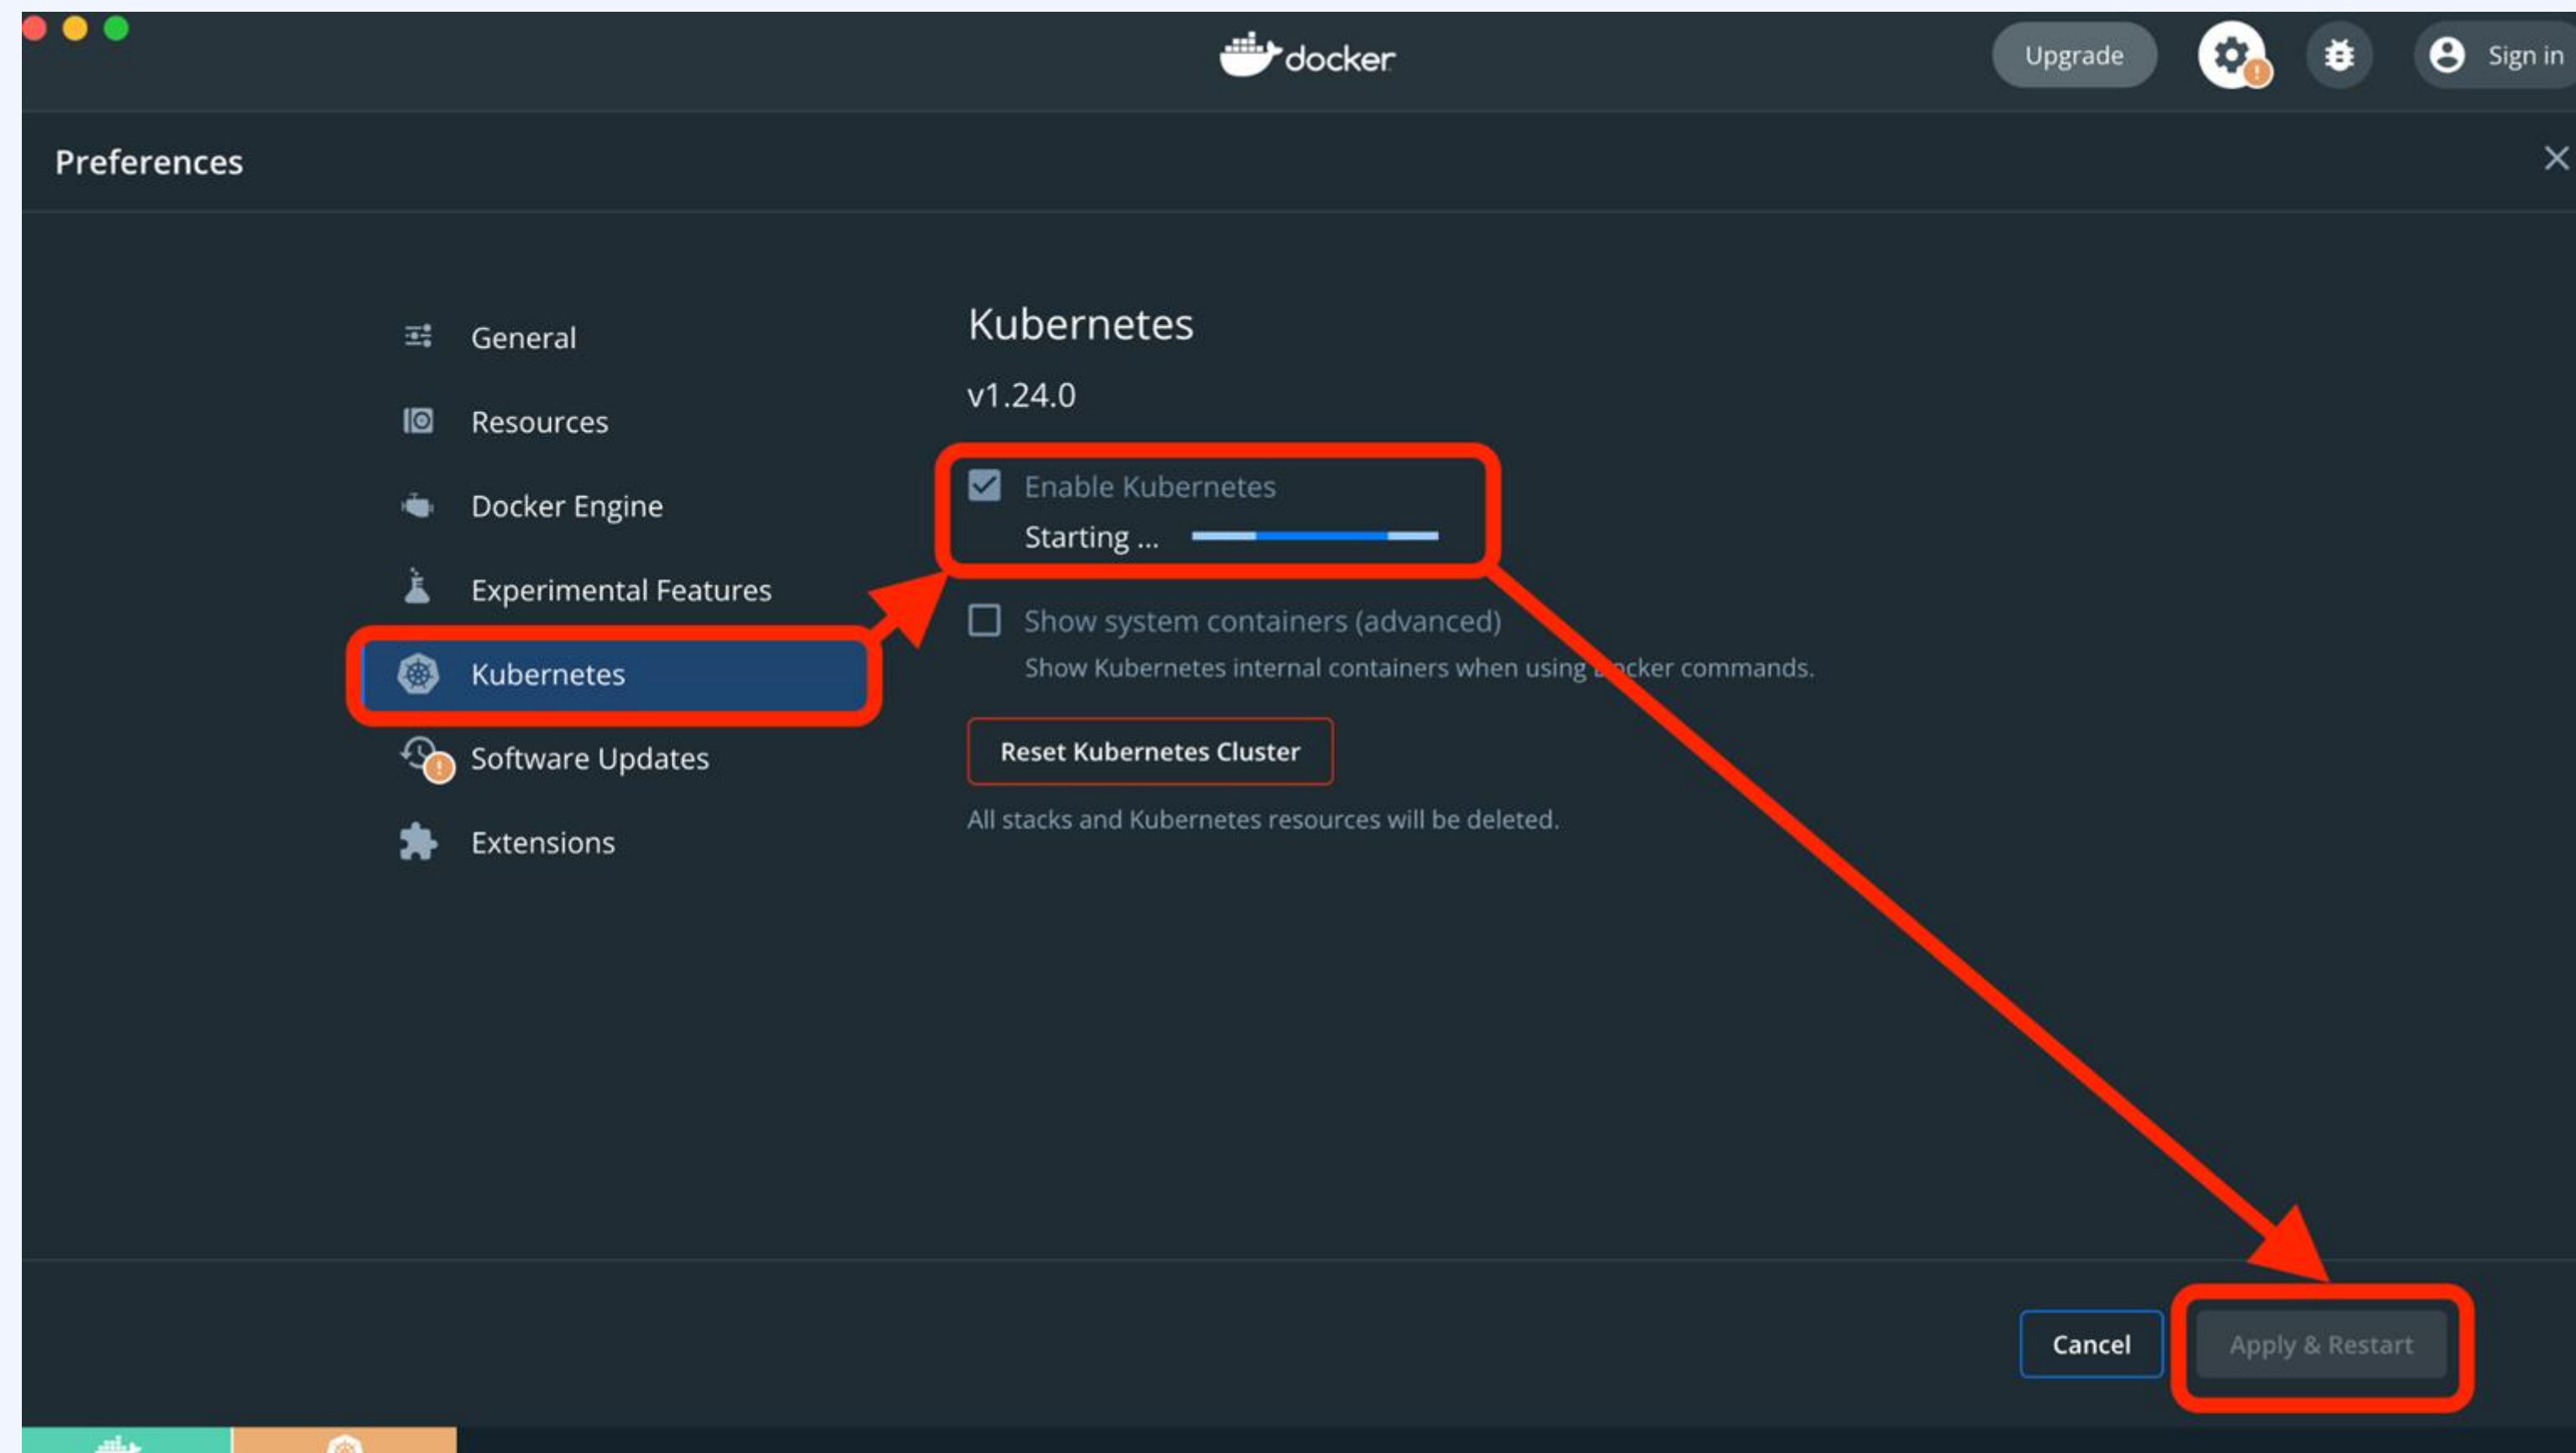 docker
Upgrade
Sign in
Preferences
General
Resources
Docker Engine
Experimental Features
Kubernetes
Software Updates
Extensions
Kubernetes
v1.24.0
Enable Kubernetes
Starting ...
Show system containers (advanced)
Show Kubernetes internal containers when using Docker commands.
Reset Kubernetes Cluster
All stacks and Kubernetes resources will be deleted.
Cancel
Apply & Restart